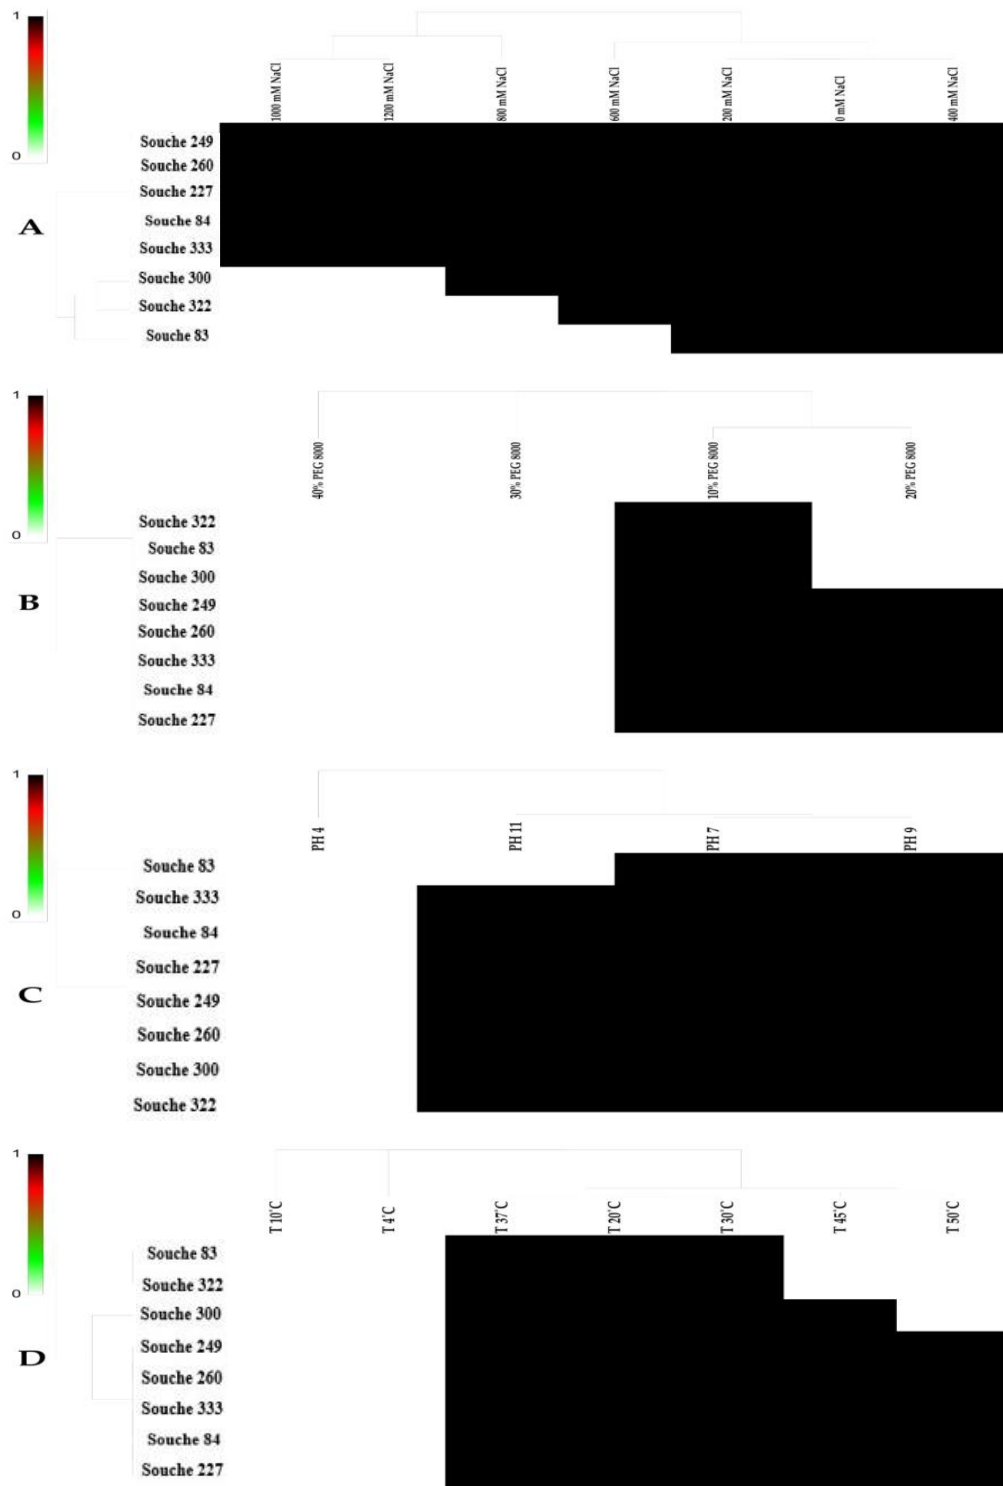 1
0
1000 mM NaCl
1200 mM NaCl
800 mM NaCl
600 mM NaCl
200 mM NaCl
0 mM NaCl
400 mM NaCl
A
Souche 249
Souche 260
Souche 227
Souche 84
Souche 333
Souche 300
Souche 322
Souche 83
1
0
40% PEG 8000
30% PEG 8000
10% PEG 8000
20% PEG 8000
B
Souche 322
Souche 83
Souche 300
Souche 249
Souche 260
Souche 333
Souche 84
Souche 227
1
0
PH 4
PH 11
PH 7
PH 9
C
Souche 83
Souche 333
Souche 84
Souche 227
Souche 249
Souche 260
Souche 300
Souche 322
1
0
T 10°C
T 4°C
T 37°C
T 20°C
T 30°C
T 45°C
T 50°C
D
Souche 83
Souche 322
Souche 300
Souche 249
Souche 260
Souche 333
Souche 84
Souche 227